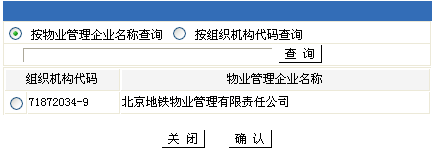 按物业管理企业名称查询 按组织机构代码查询
查 询
组织机构代码 物业管理企业名称
71872034-9 北京地铁物业管理有限责任公司
关 闭 确 认